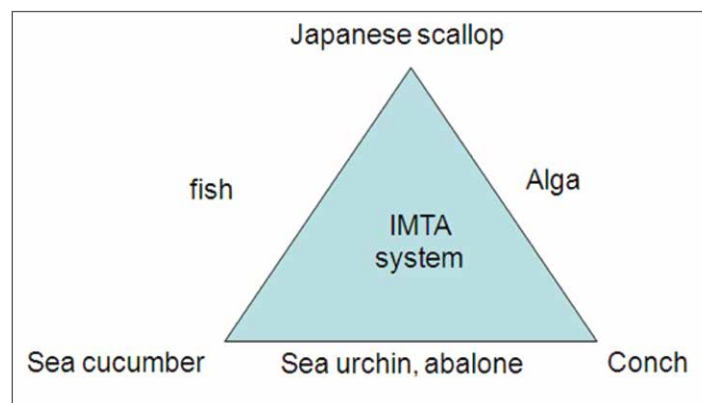 Japanese scallop
fish
Alga
IMTA
system
Sea cucumber
Sea urchin, abalone
Conch